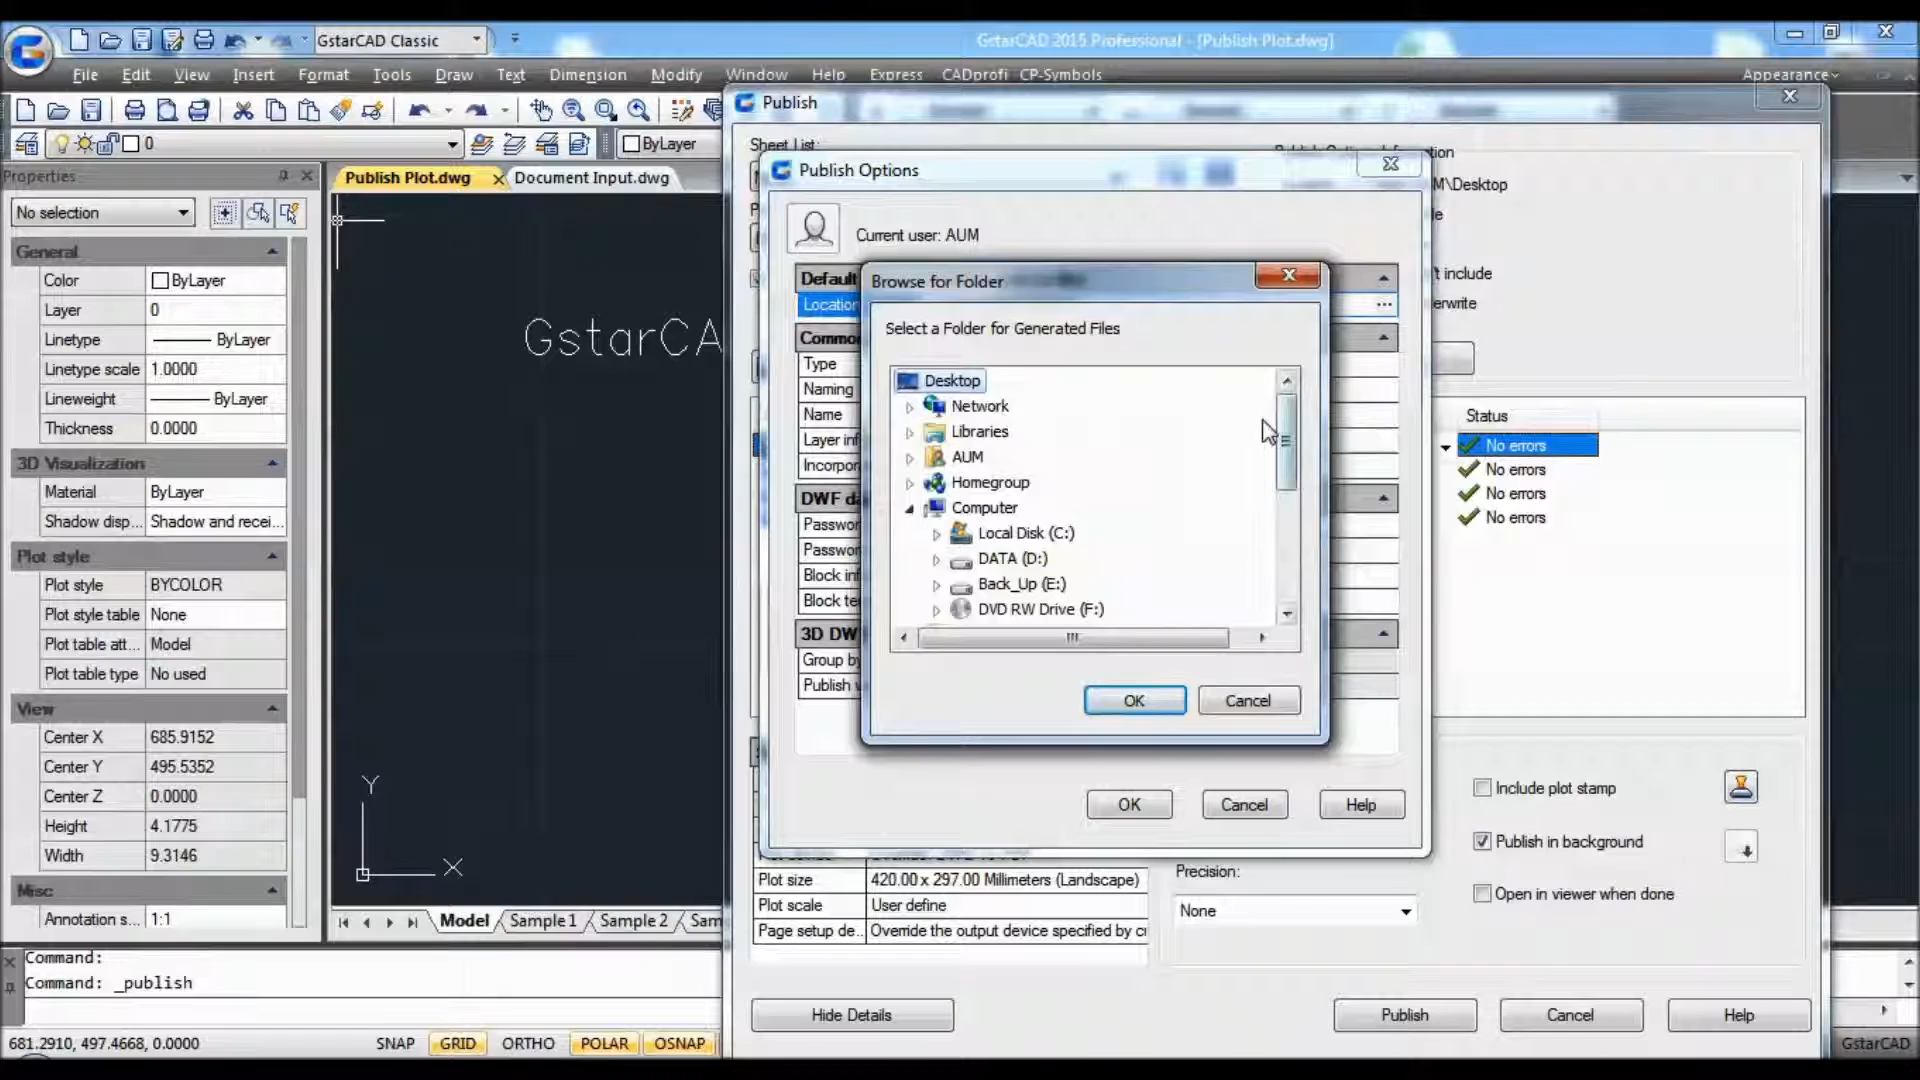 GstarCAD Classic
GstarCAD 2015 Professional - [Publish Plot.dwg]
File Edit View Insert Format Tools Draw Text Dimension Modify Window Help Express CADprofi CP-Symbols Appearance
Publish
0
ByLayer
Sheet List:
Properties
Publish Plot.dwg
Document Input.dwg
No selection
General
Color ByLayer
Layer 0
Linetype ByLayer
Linetype scale 1.0000
Lineweight ByLayer
Thickness 0.0000
3D Visualization
Material ByLayer
Shadow disp... Shadow and recei...
Plot style
Plot style BYCOLOR
Plot style table None
Plot table att... Model
Plot table type No used
View
Center X 685.9152
Center Y 495.5352
Center Z 0.0000
Height 4.1775
Width 9.3146
Misc
Annotation s... 1:1
GstarCA
Y
X
Model Sample 1 Sample 2 Sam
Command:
Command: _publish
681.2910, 497.4668, 0.0000
SNAP GRID ORTHO POLAR OSNAP
GstarCAD
Publish Options
Current user: AUM
Default
Location
...
Commo
Type
Naming
Name
Layer inf
Incorpor
DWF da
Passwor
Passwor
Block inf
Block te
3D DW
Group by
Publish w
OK Cancel Help
Browse for Folder
Select a Folder for Generated Files
Desktop
Network
Libraries
AUM
Homegroup
Computer
Local Disk (C:)
DATA (D:)
Back_Up (E:)
DVD RW Drive (F:)
OK Cancel
M\Desktop
't include
erwrite
Status
No errors
No errors
No errors
No errors
Plot size 420.00 x 297.00 Millimeters (Landscape)
Plot scale User define
Page setup de... Override the output device specified by cu
Precision:
None
Include plot stamp
Publish in background
Open in viewer when done
Hide Details
Publish Cancel Help